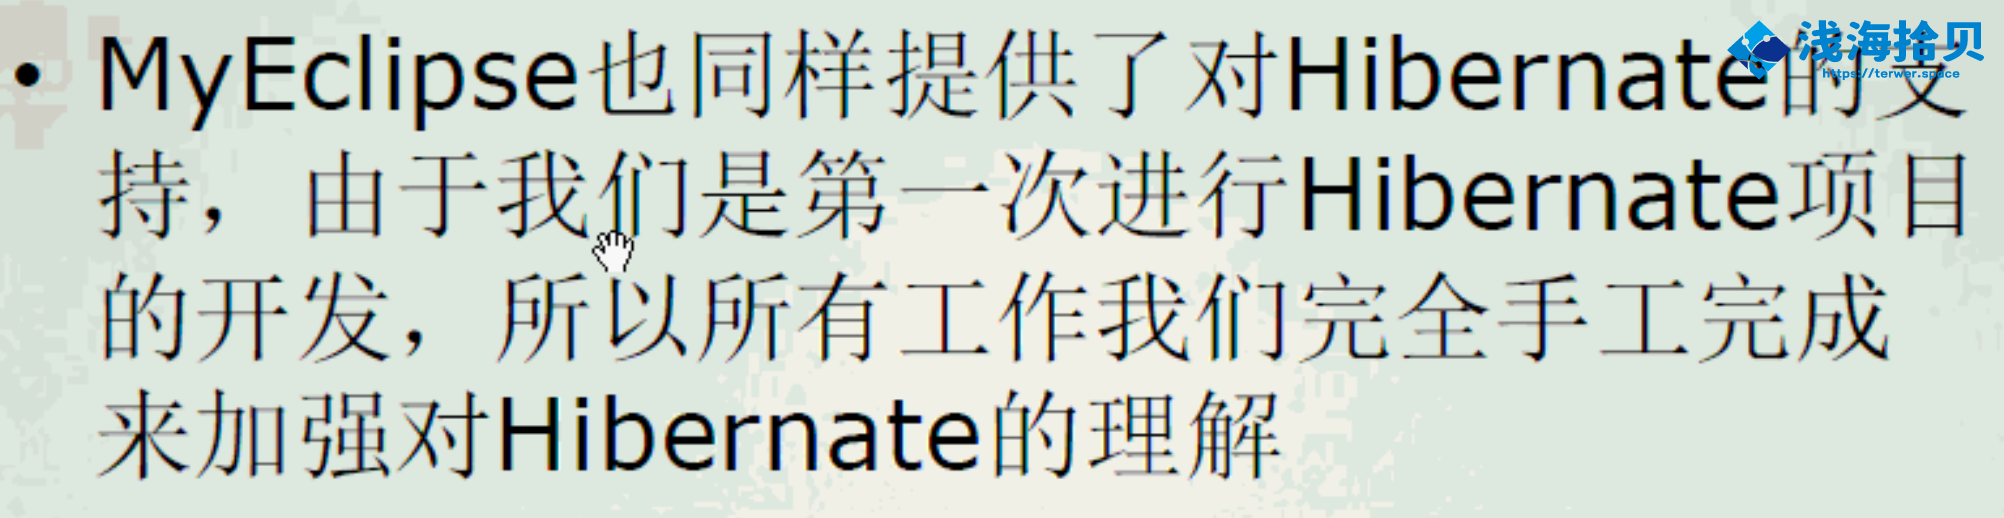 • MyEclipse也同样提供了对Hibernate的支
持，由于我们是第一次进行Hibernate项目
的开发，所以所有工作我们完全手工完成
来加强对Hibernate的理解
浅海拾贝
https://terwer.space